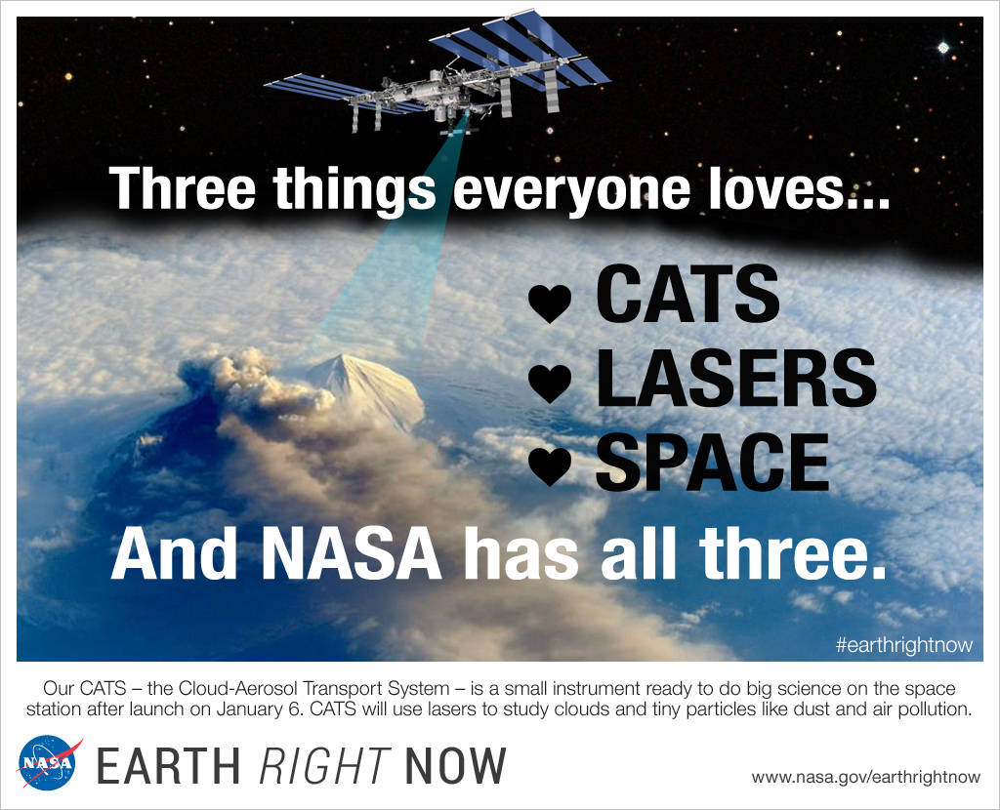 Three things everyone loves...
♥ CATS
♥ LASERS
♥ SPACE
And NASA has all three.
#earthrightnow
Our CATS – the Cloud-Aerosol Transport System – is a small instrument ready to do big science on the space
station after launch on January 6. CATS will use lasers to study clouds and tiny particles like dust and air pollution.
NASA
EARTH RIGHT NOW
www.nasa.gov/earthrightnow